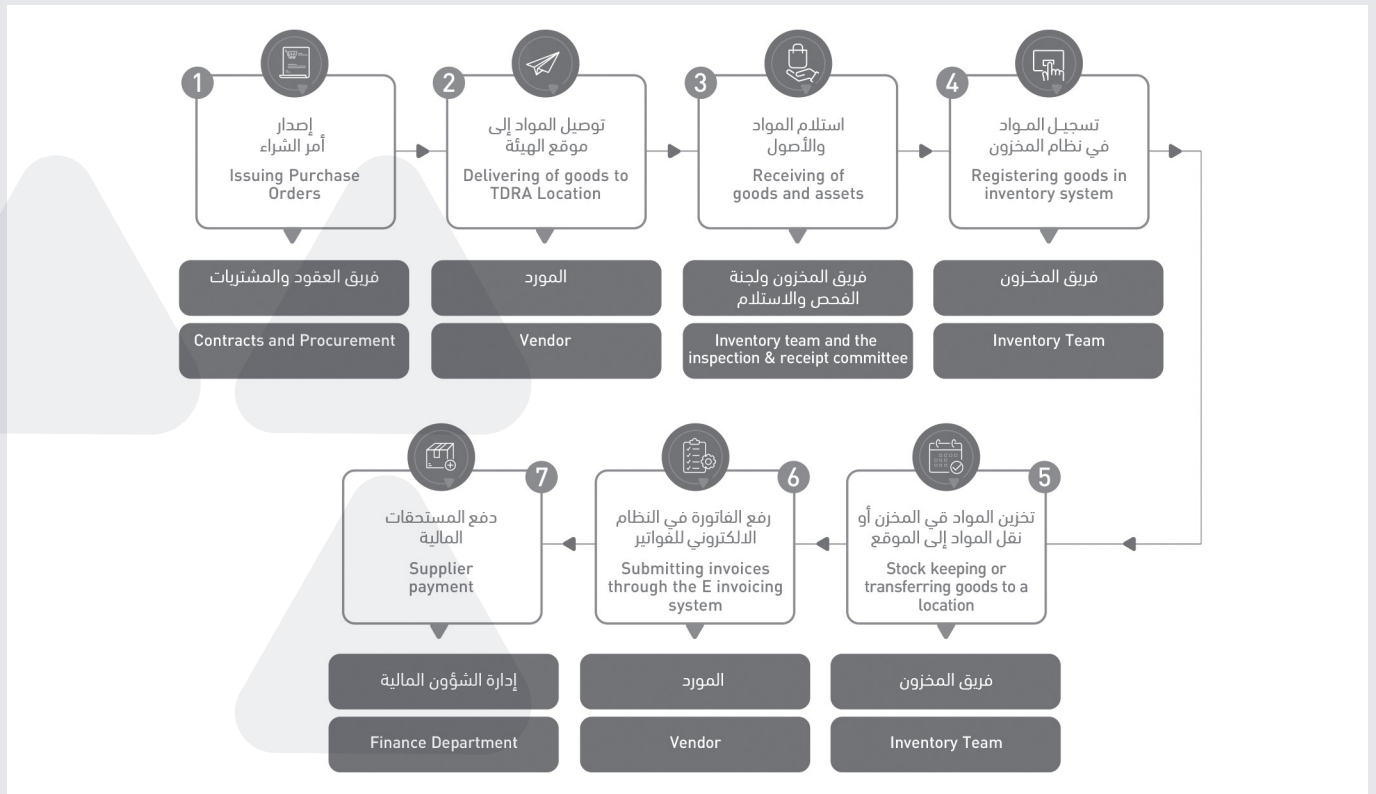 1
إصدار
أمر الشراء
Issuing Purchase
Orders
فريق العقود والمشتريات
Contracts and Procurement
2
توصيل المواد إلى
موقع الهيئة
Delivering of goods to
TDRA Location
المورد
Vendor
3
استلام المواد
والأصول
Receiving of
goods and assets
فريق المخزون ولجنة
الفحص والاستلام
Inventory team and the
inspection & receipt committee
4
تسجيل المواد
في نظام المخزون
Registering goods in
inventory system
فريق المخزون
Inventory Team
5
تخزين المواد قي المخزن أو
نقل المواد إلى الموقع
Stock keeping or
transferring goods to a
location
فريق المخزون
Inventory Team
6
رفع الفاتورة في النظام
الالكتروني للفواتير
Submitting invoices
through the E invoicing
system
المورد
Vendor
7
دفع المستحقات
المالية
Supplier
payment
إدارة الشؤون المالية
Finance Department